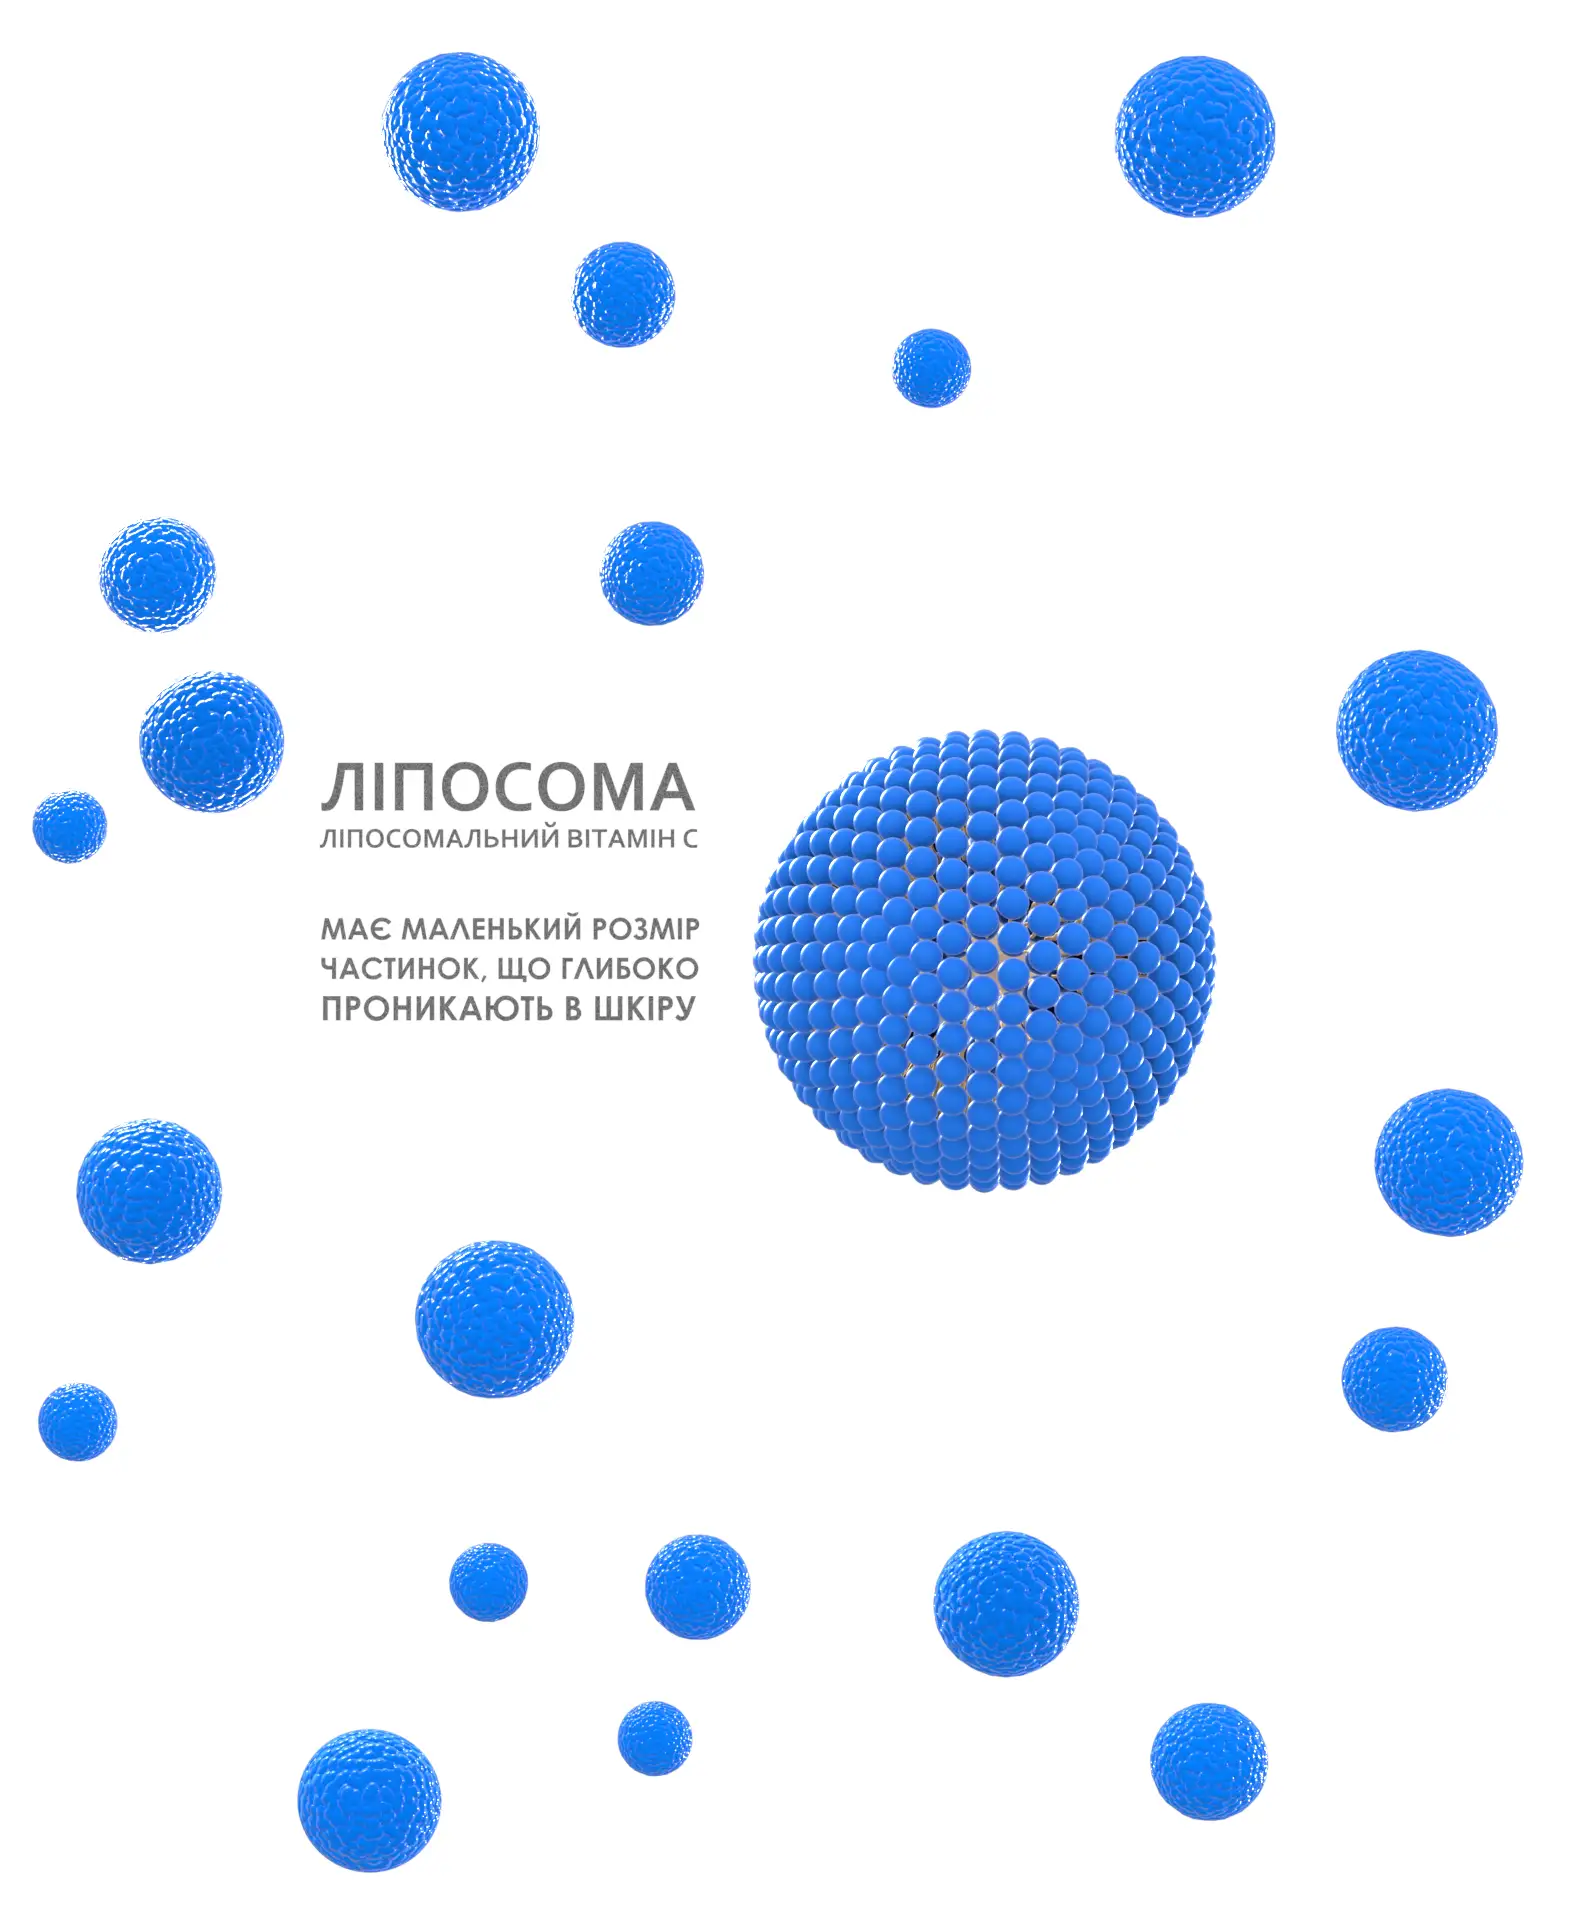 ЛІПОСОМА
ЛІПОСОМАЛЬНИЙ ВІТАМІН С
МАЄ МАЛЕНЬКИЙ РОЗМІР
ЧАСТИНОК, ЩО ГЛИБОКО
ПРОНИКАЮТЬ В ШКІРУ